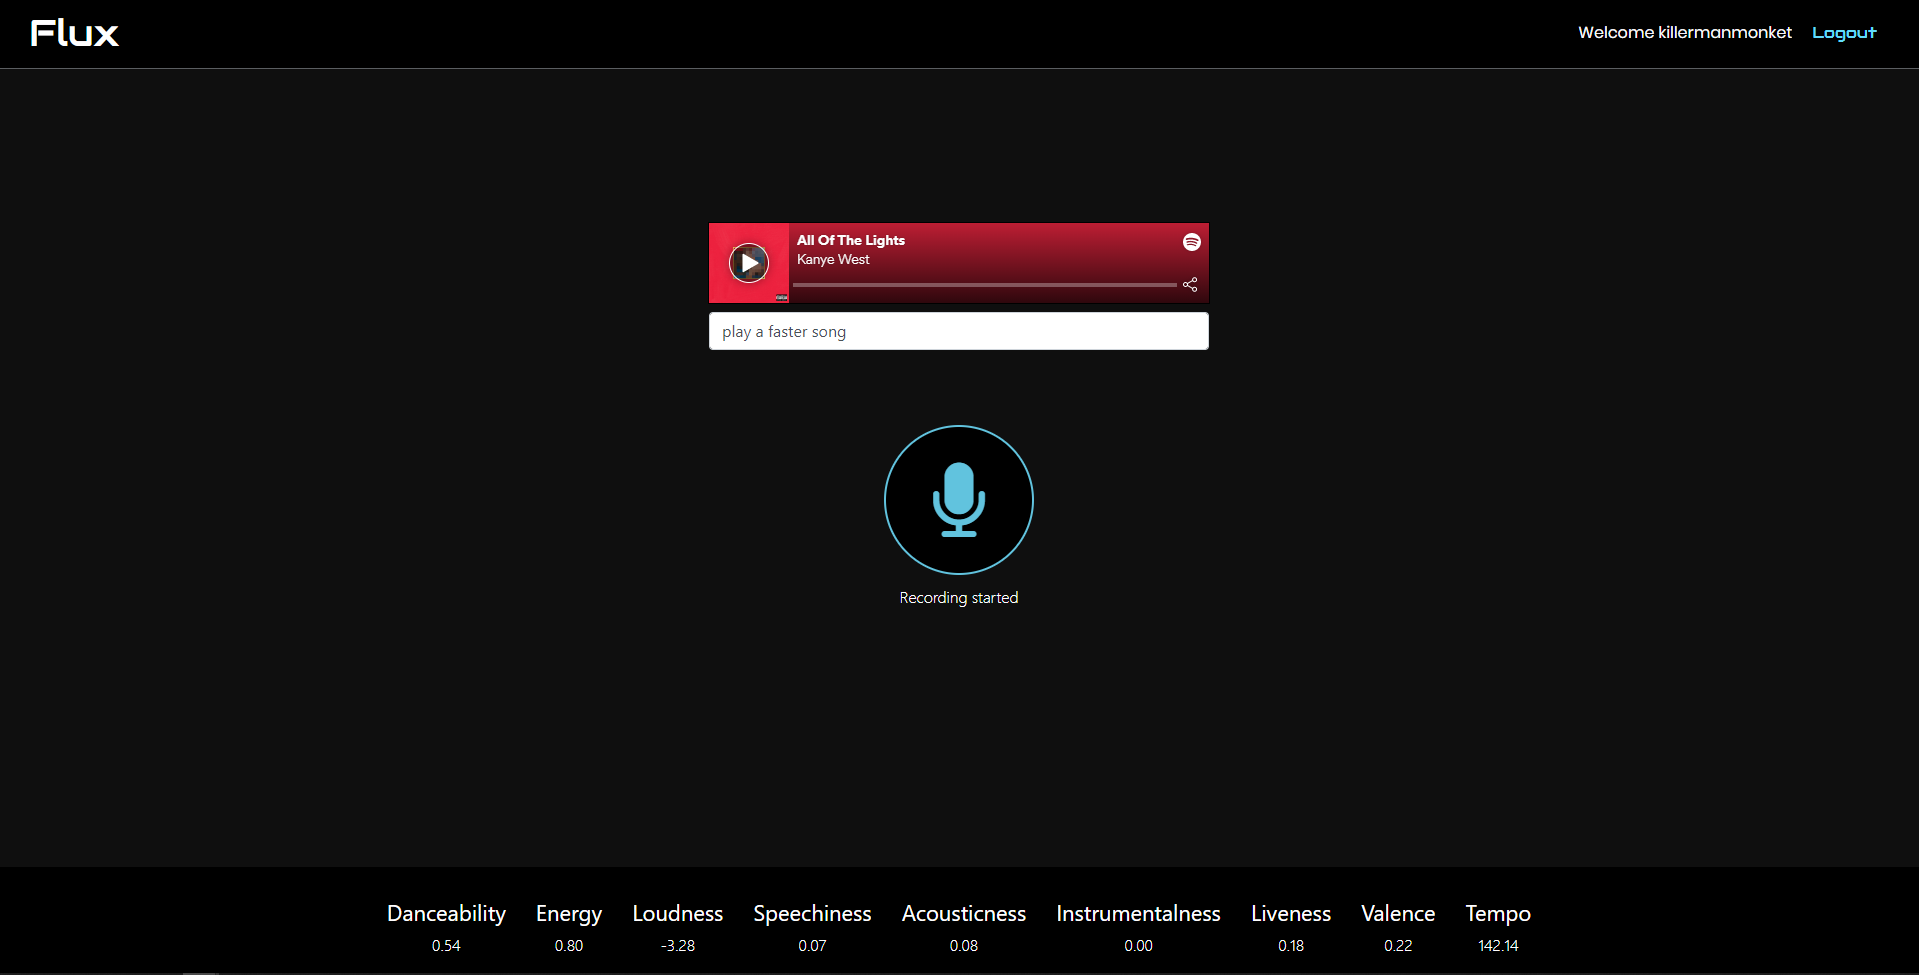 Flux
Welcome killermanmonket Logout
All Of The Lights
Kanye West
play a faster song
Recording started
Danceability Energy Loudness Speechiness Acousticness Instrumentalness Liveness Valence Tempo
0.54 0.80 -3.28 0.07 0.08 0.00 0.18 0.22 142.14